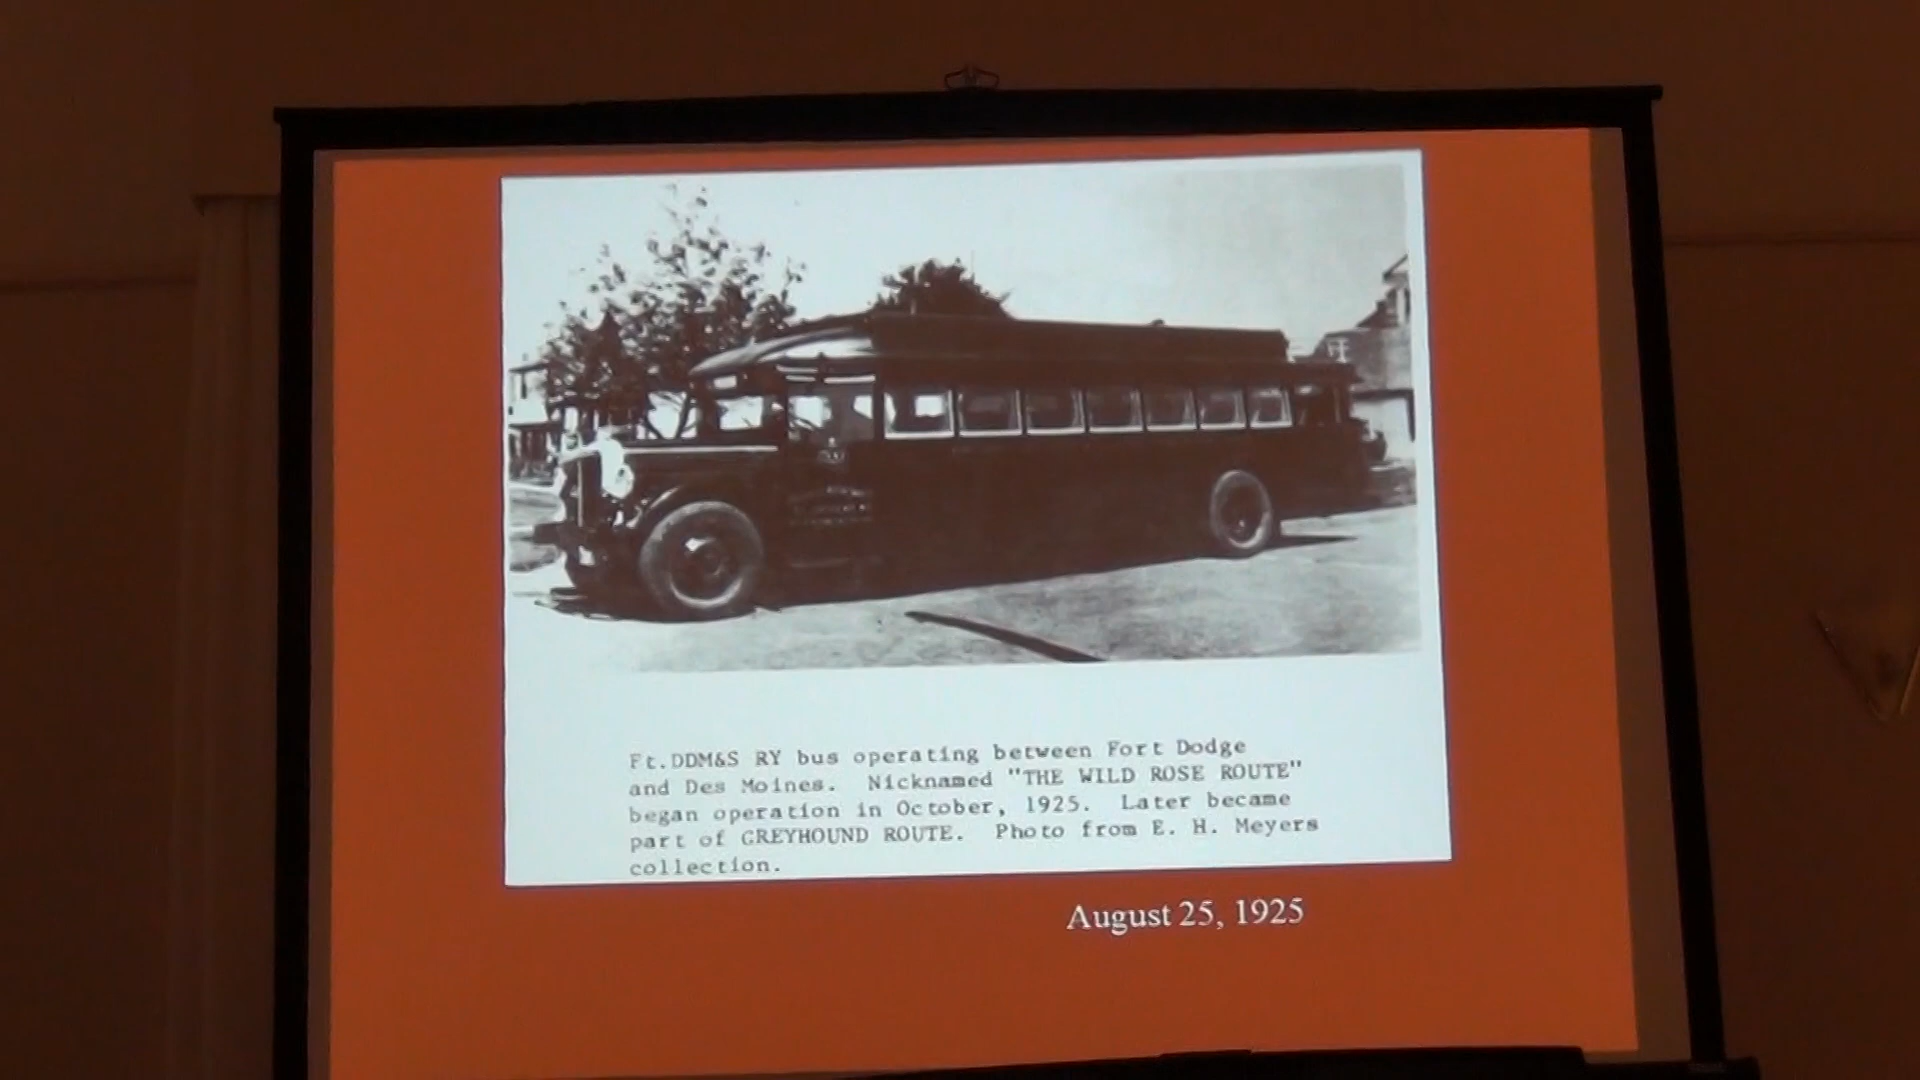 Ft.DDM&S RY bus operating between Fort Dodge
and Des Moines.  Nicknamed "THE WILD ROSE ROUTE"
began operation in October, 1925.  Later became
part of GREYHOUND ROUTE.  Photo from E. H. Meyers
collection.
August 25, 1925